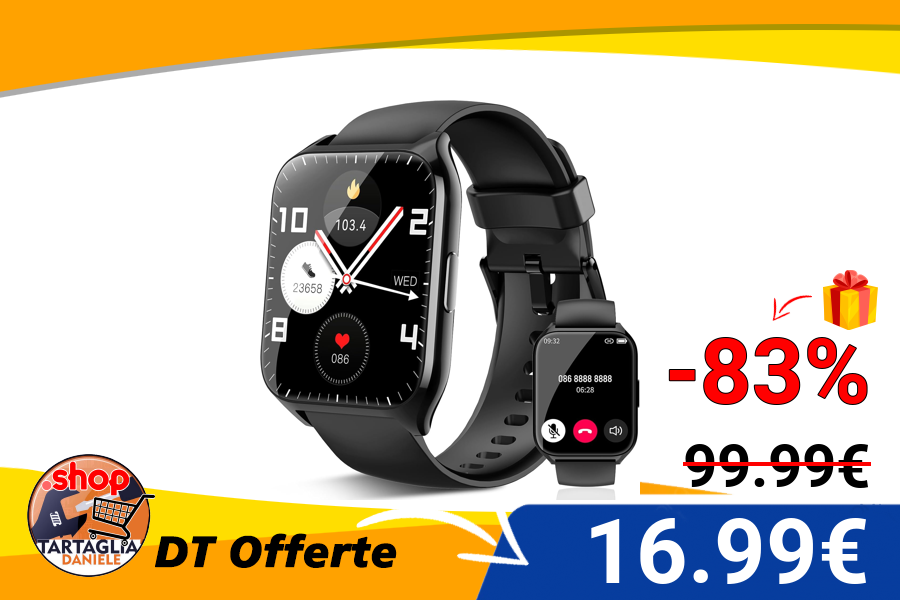 10
2
103.4
WED
23658
8
4
086
09:32
086 8888 8888
06:28
-83%
99.99€
16.99€
.shop
TARTAGLIA
DANIELE
DT Offerte